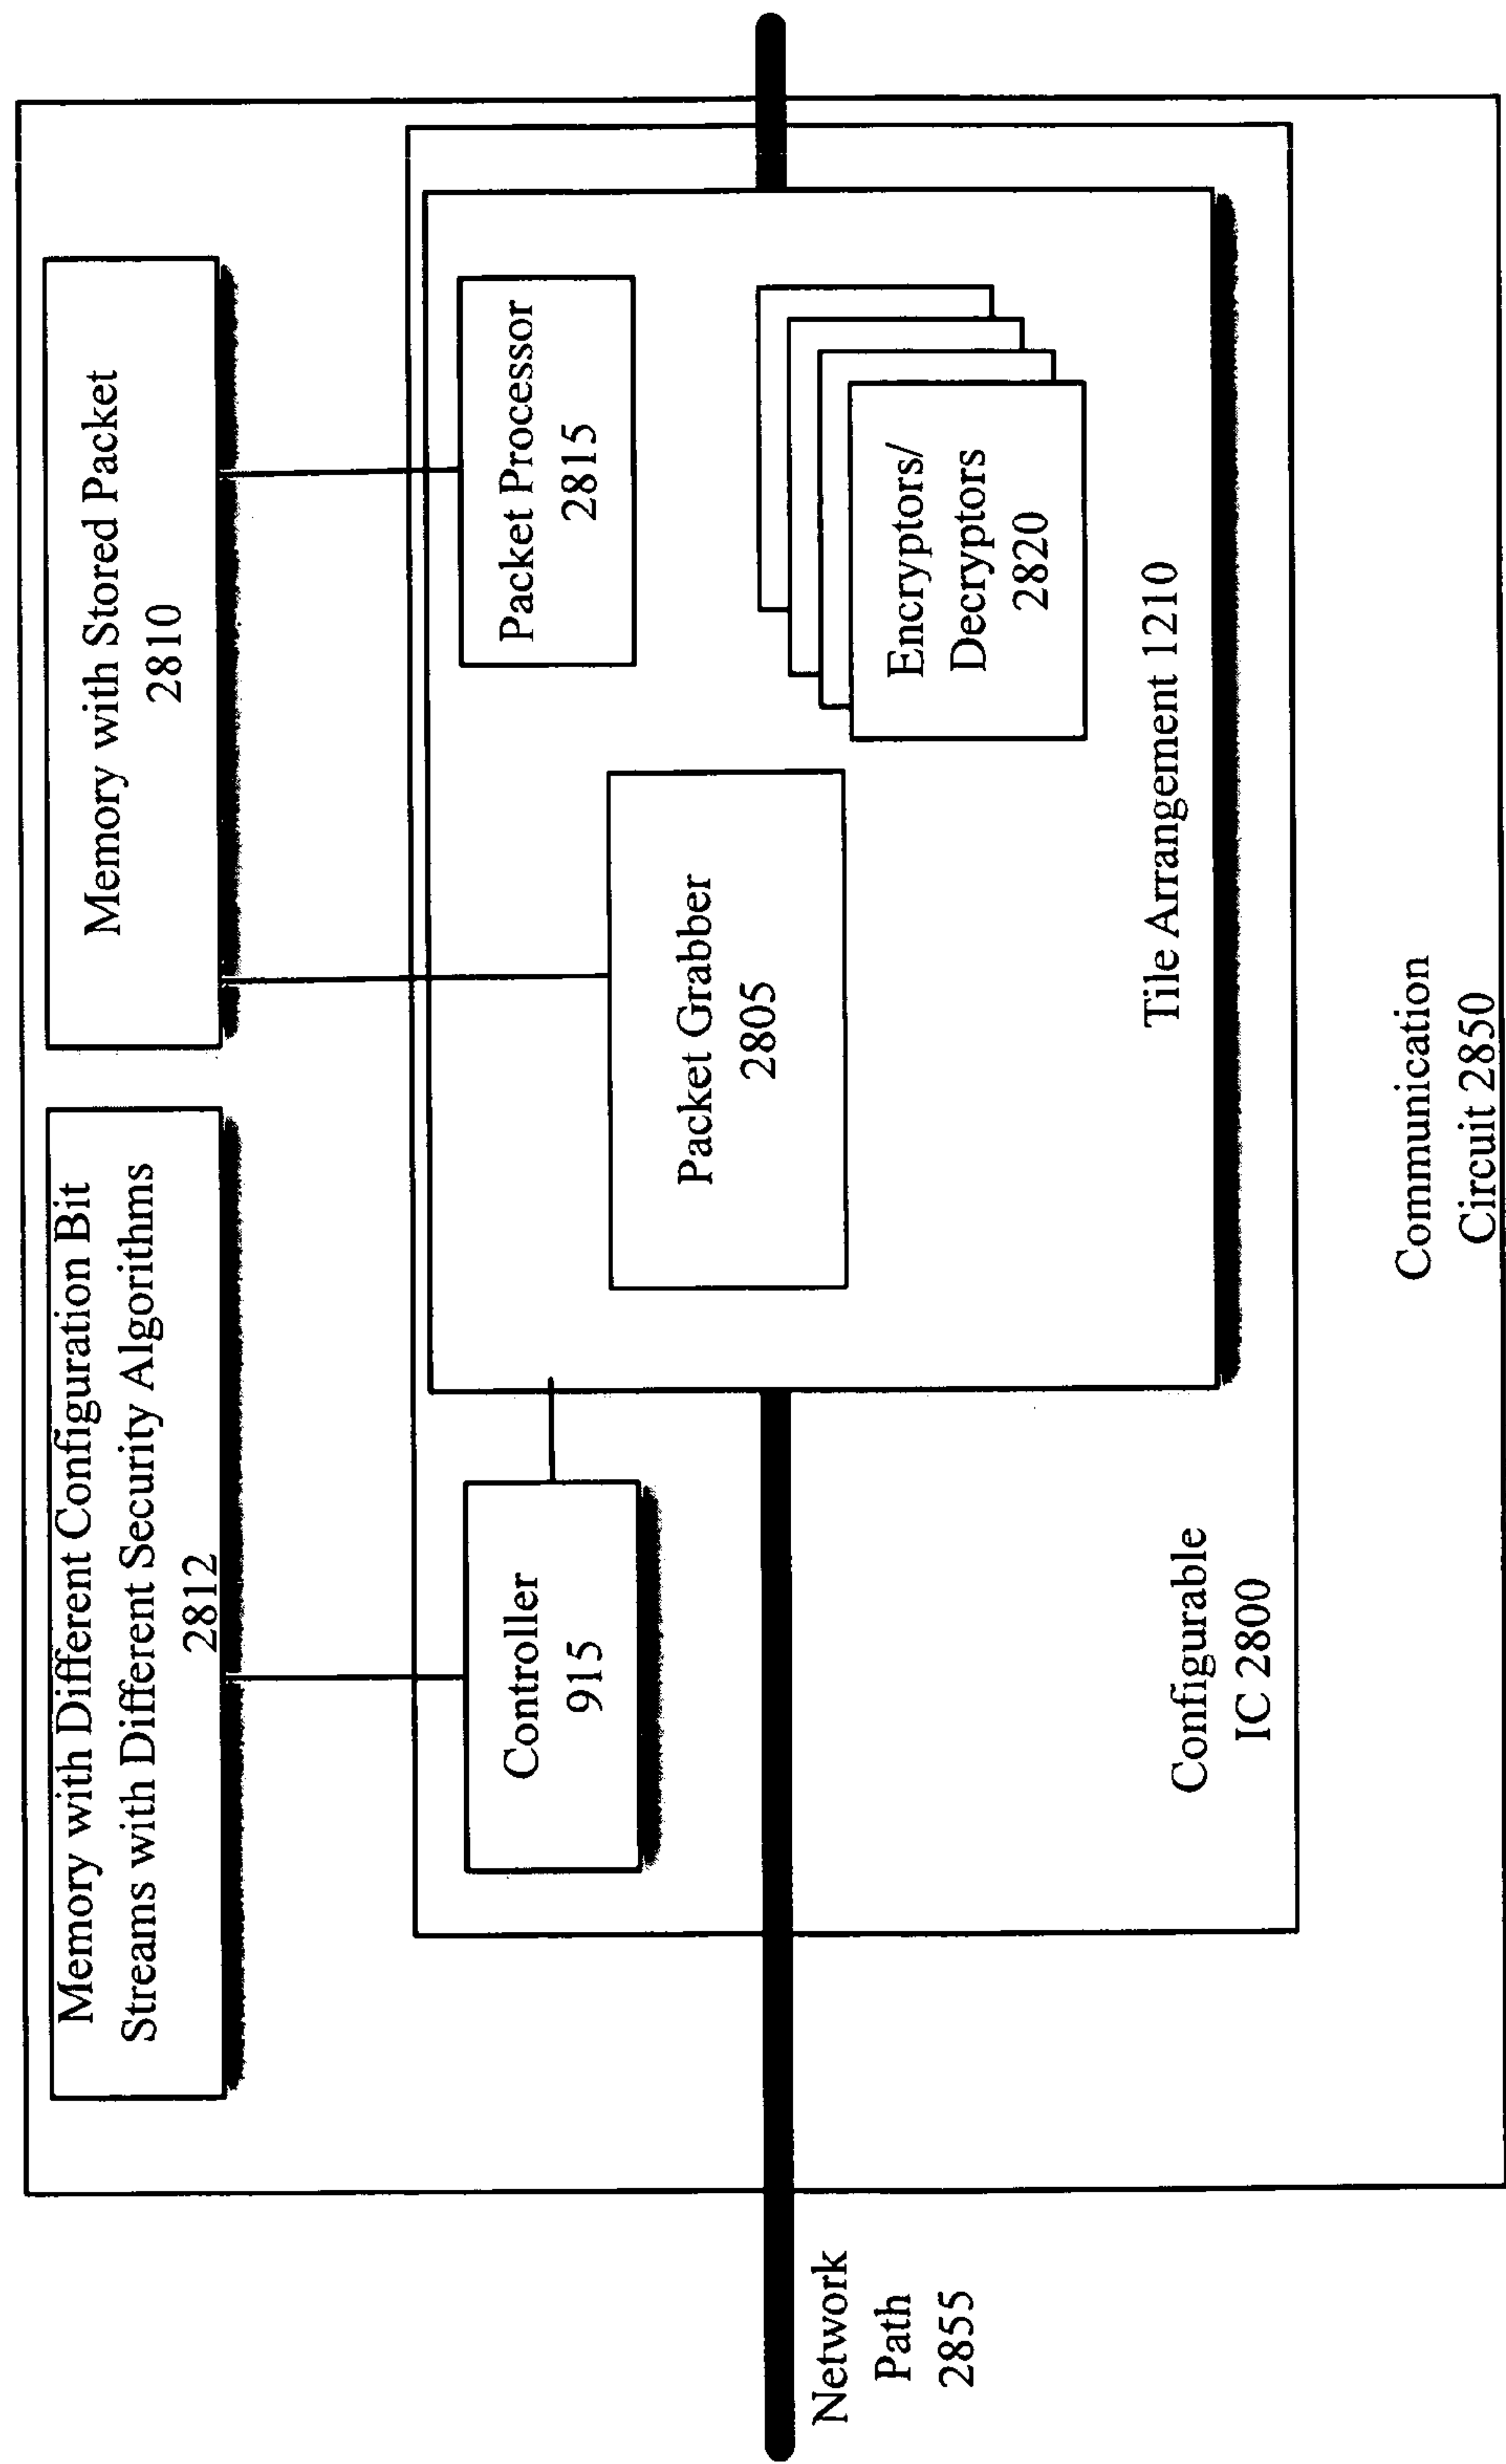 Memory with Different Configuration Bit
Streams with Different Security Algorithms
2812
Memory with Stored Packet
2810
Controller
915
Packet Grabber
2805
Packet Processor
2815
Encryptors/
Decryptors
2820
Tile Arrangement 1210
Configurable
IC 2800
Communication
Circuit 2850
Network
Path
2855